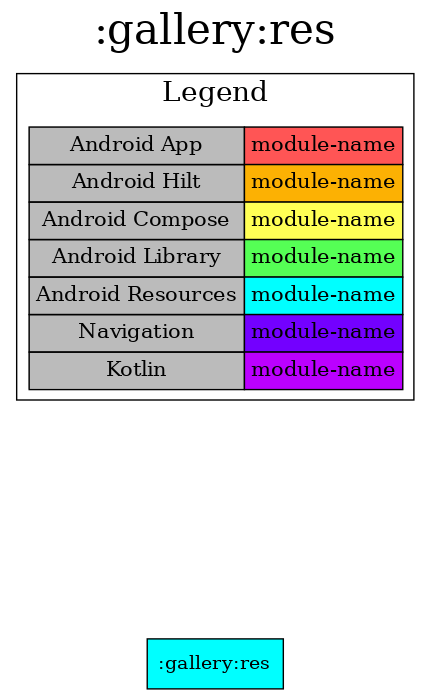 :gallery:res
Legend
Android App module-name
Android Hilt module-name
Android Compose module-name
Android Library module-name
Android Resources module-name
Navigation module-name
Kotlin module-name
:gallery:res